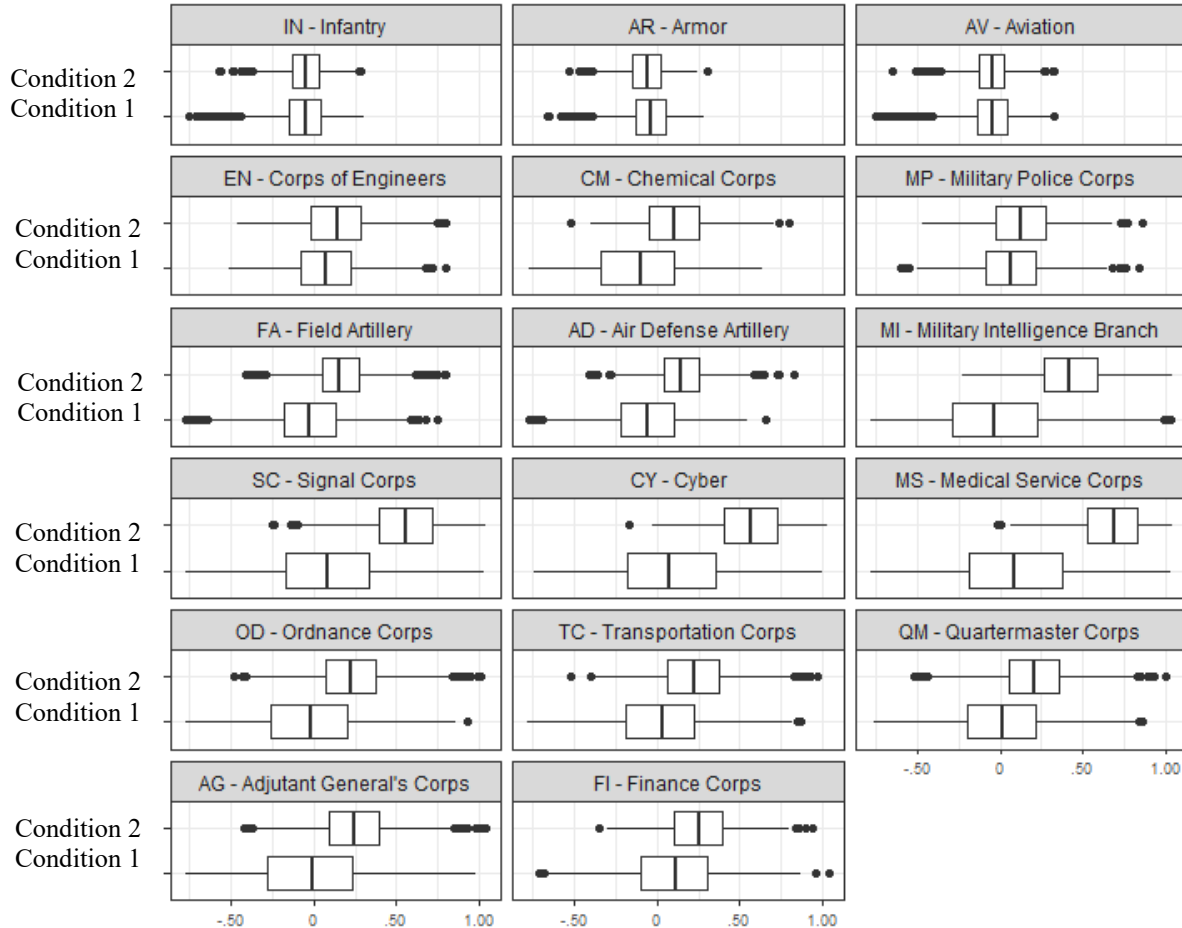 IN - Infantry
AR - Armor
AV - Aviation
Condition 2
Condition 1
EN - Corps of Engineers
CM - Chemical Corps
MP - Military Police Corps
Condition 2
Condition 1
FA - Field Artillery
AD - Air Defense Artillery
MI - Military Intelligence Branch
Condition 2
Condition 1
SC - Signal Corps
CY - Cyber
MS - Medical Service Corps
Condition 2
Condition 1
OD - Ordnance Corps
TC - Transportation Corps
QM - Quartermaster Corps
Condition 2
Condition 1
-.50 0 .50 1.00
AG - Adjutant General's Corps
FI - Finance Corps
Condition 2
Condition 1
-.50 0 .50 1.00
-.50 0 .50 1.00